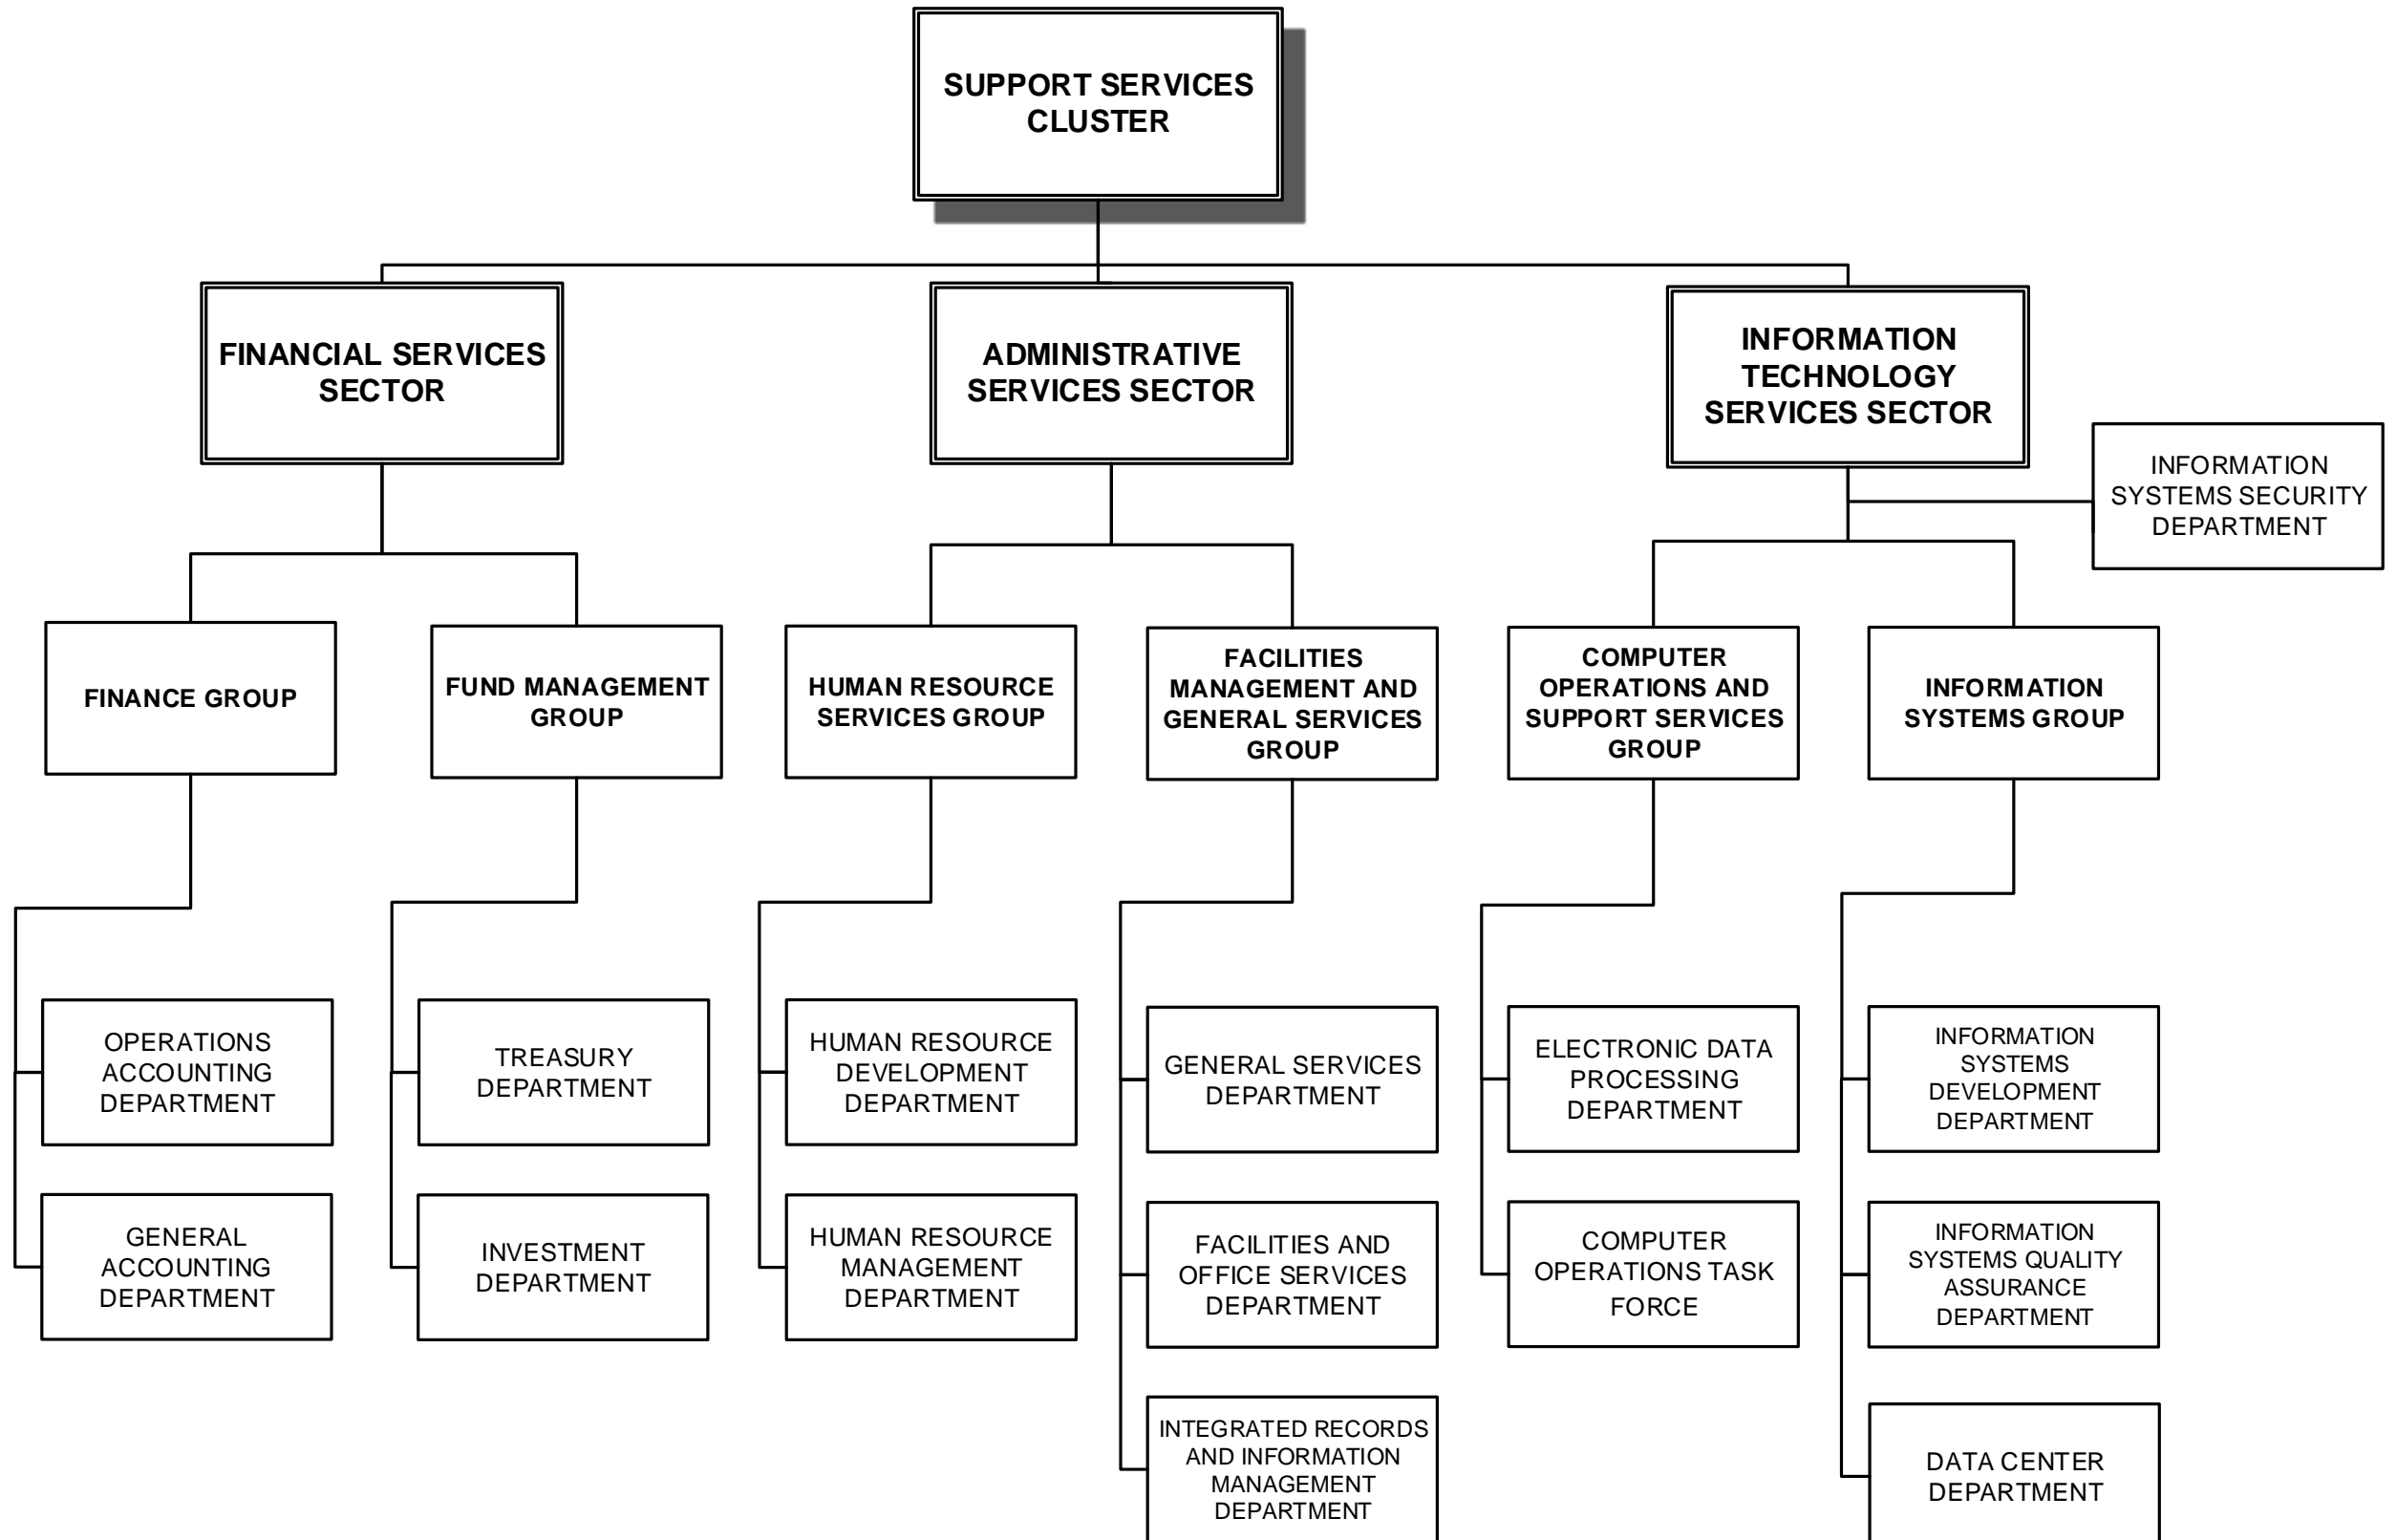 SUPPORT SERVICES
CLUSTER
FINANCIAL SERVICES
SECTOR
ADMINISTRATIVE
SERVICES SECTOR
INFORMATION
TECHNOLOGY
SERVICES SECTOR
INFORMATION
SYSTEMS SECURITY
DEPARTMENT
FINANCE GROUP
FUND MANAGEMENT
GROUP
HUMAN RESOURCE
SERVICES GROUP
FACILITIES
MANAGEMENT AND
GENERAL SERVICES
GROUP
COMPUTER
OPERATIONS AND
SUPPORT SERVICES
GROUP
INFORMATION
SYSTEMS GROUP
OPERATIONS
ACCOUNTING
DEPARTMENT
TREASURY
DEPARTMENT
HUMAN RESOURCE
DEVELOPMENT
DEPARTMENT
GENERAL SERVICES
DEPARTMENT
ELECTRONIC DATA
PROCESSING
DEPARTMENT
INFORMATION
SYSTEMS
DEVELOPMENT
DEPARTMENT
GENERAL
ACCOUNTING
DEPARTMENT
INVESTMENT
DEPARTMENT
HUMAN RESOURCE
MANAGEMENT
DEPARTMENT
FACILITIES AND
OFFICE SERVICES
DEPARTMENT
COMPUTER
OPERATIONS TASK
FORCE
INFORMATION
SYSTEMS QUALITY
ASSURANCE
DEPARTMENT
INTEGRATED RECORDS
AND INFORMATION
MANAGEMENT
DEPARTMENT
DATA CENTER
DEPARTMENT